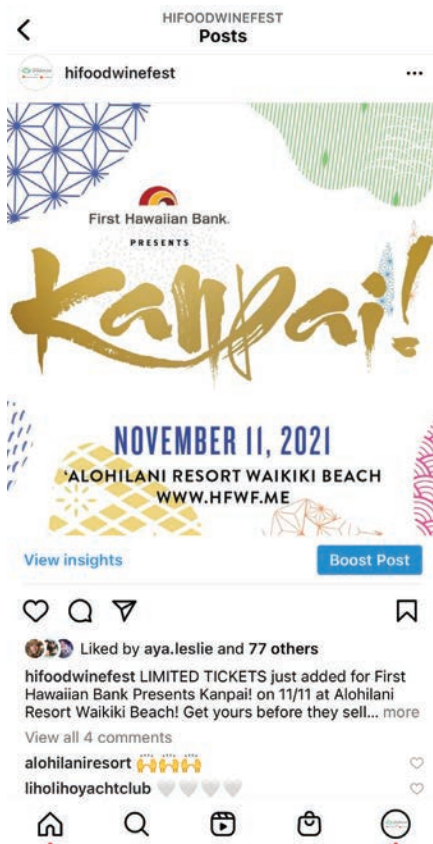 HIFOODWINEFEST
Posts
hifoodwinefest
First Hawaiian Bank.
PRESENTS
Kanpai!
NOVEMBER 11, 2021
‘ALOHILANI RESORT WAIKIKI BEACH
WWW.HFWF.ME
View insights
Boost Post
Liked by aya.leslie and 77 others
hifoodwinefest LIMITED TICKETS just added for First
Hawaiian Bank Presents Kanpai! on 11/11 at Alohilani
Resort Waikiki Beach! Get yours before they sell... more
View all 4 comments
alohilaniresort 🙌🙌🙌
liholihoyachtclub 🤍🤍🤍🤍